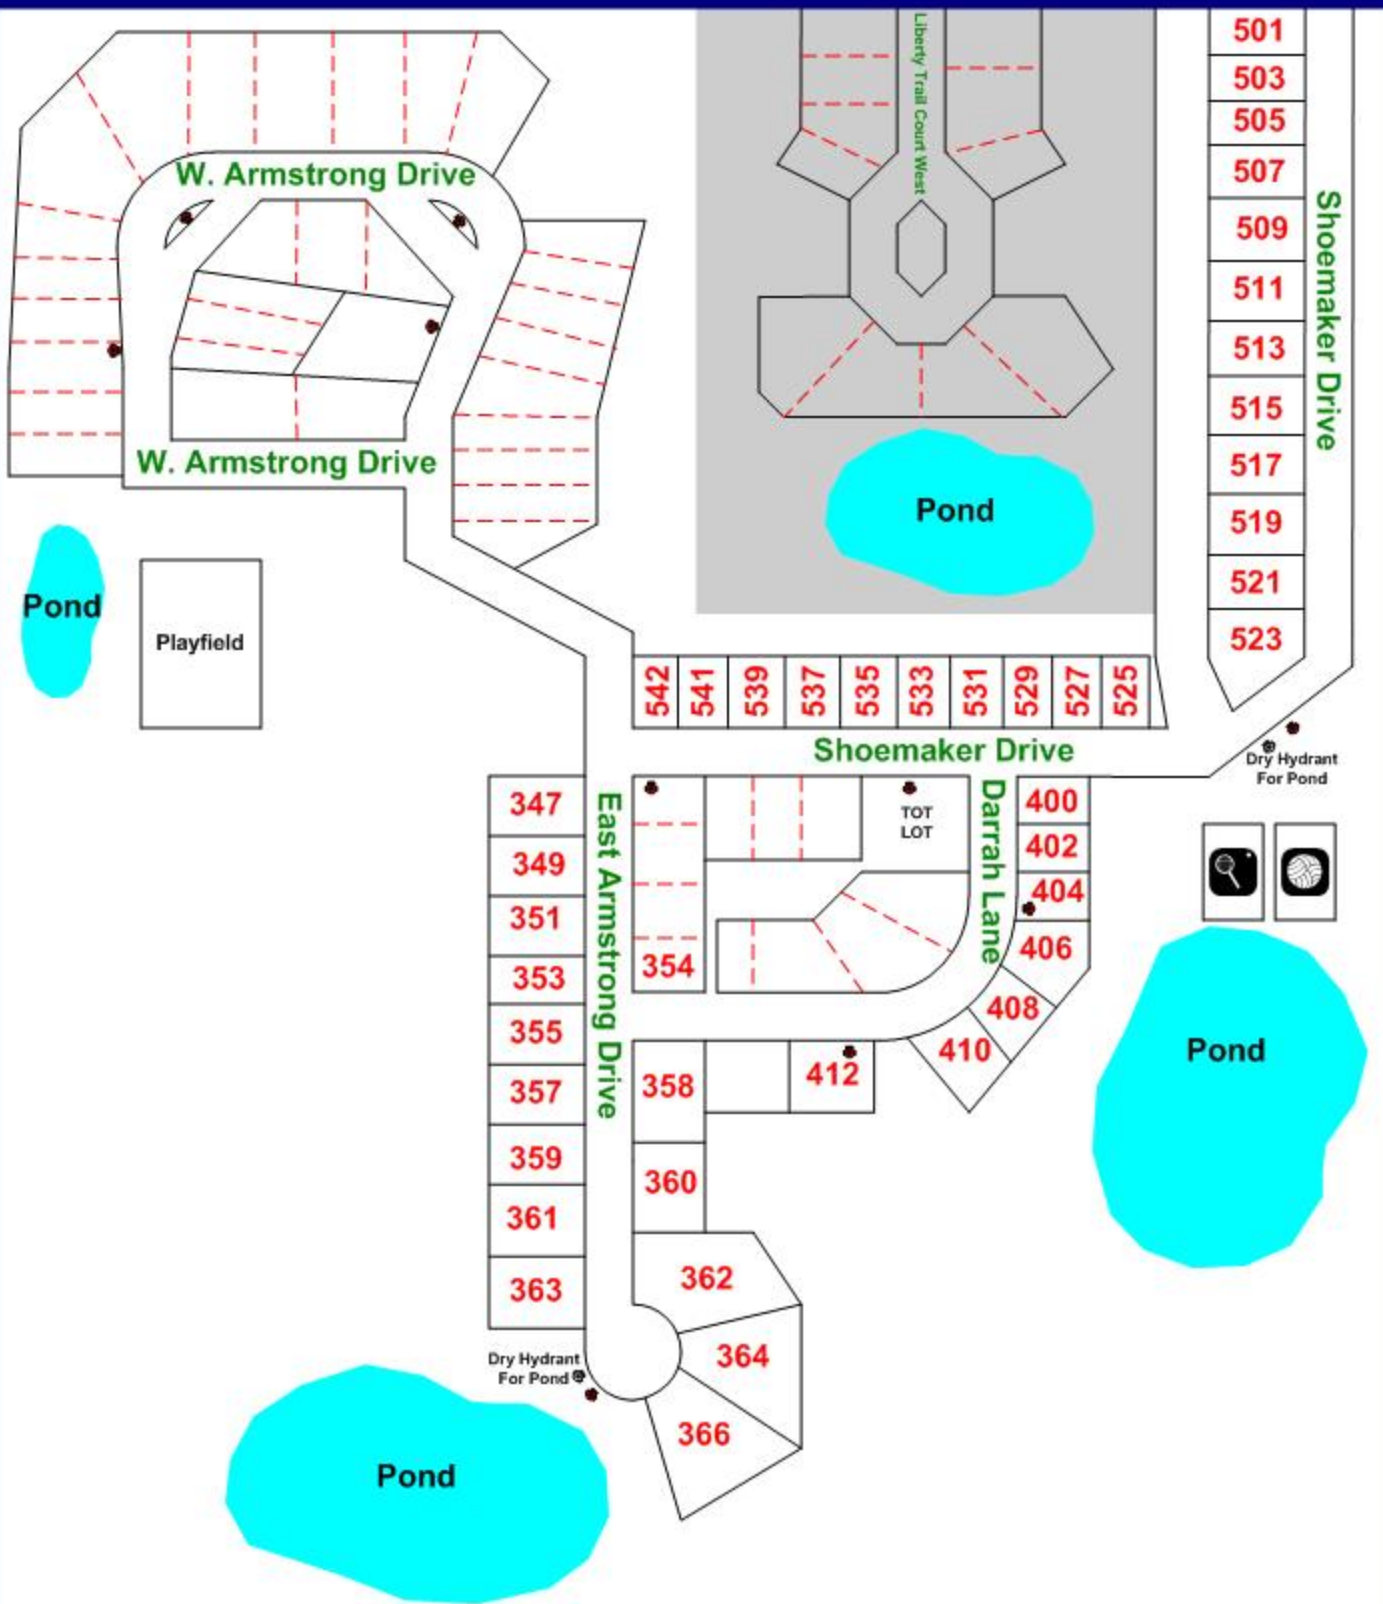 Liberty Trail Court West
501
503
505
507
509
511
513
515
517
519
521
523
Shoemaker Drive
W. Armstrong Drive
W. Armstrong Drive
Pond
Pond
Playfield
542
541
539
537
535
533
531
529
527
525
Shoemaker Drive
Dry Hydrant
For Pond
347
349
351
353
355
357
359
361
363
East Armstrong Drive
354
TOT
LOT
Darrah Lane
400
402
404
406
408
410
412
358
360
362
364
366
Pond
Dry Hydrant
For Pond
Pond